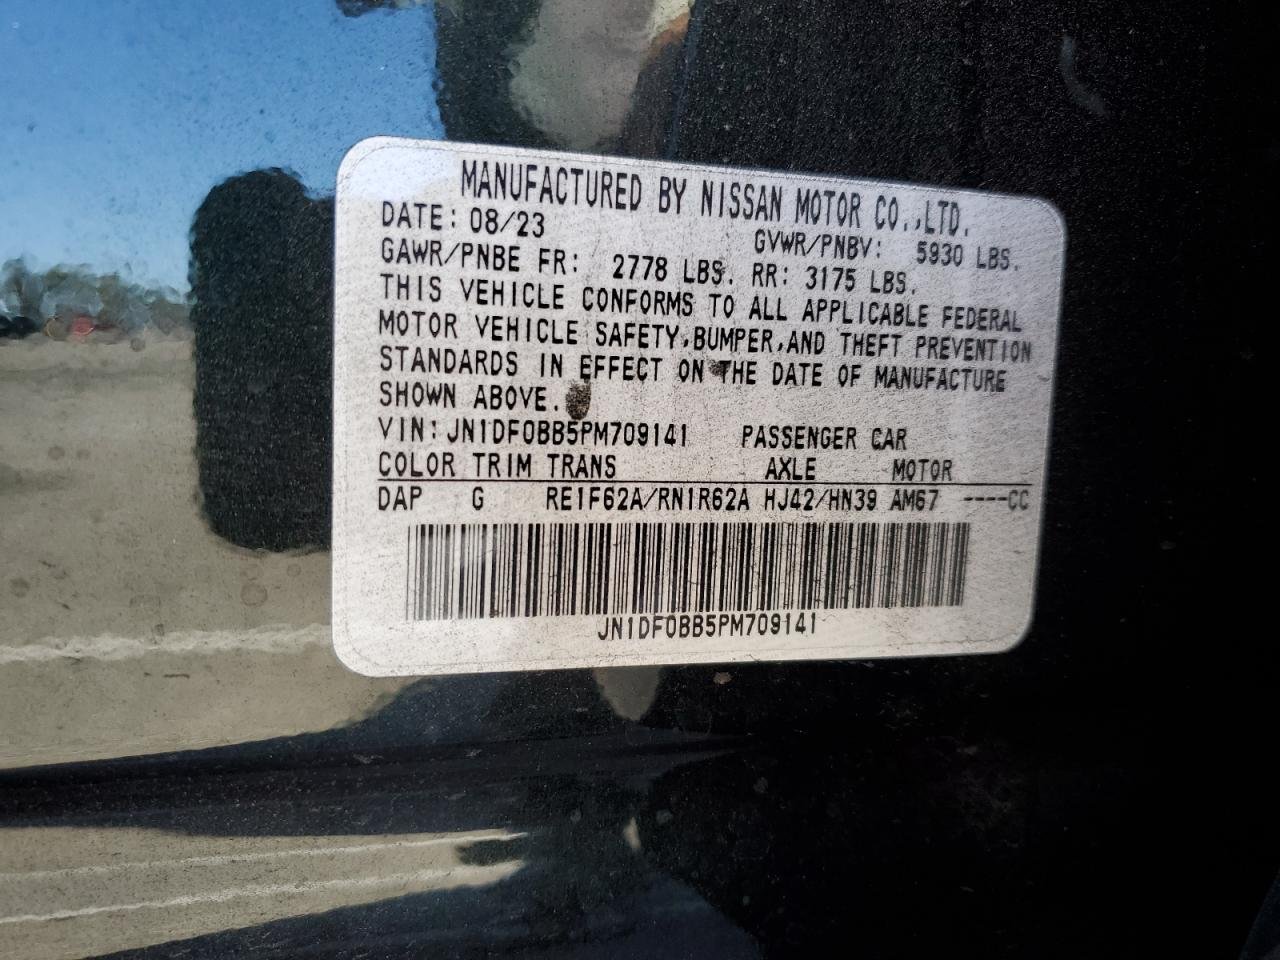 MANUFACTURED BY NISSAN MOTOR CO.,LTD.
DATE: 08/23 GVWR/PNBV: 5930 LBS.
GAWR/PNBE FR: 2778 LBS. RR: 3175 LBS.
THIS VEHICLE CONFORMS TO ALL APPLICABLE FEDERAL
MOTOR VEHICLE SAFETY,BUMPER,AND THEFT PREVENTION
STANDARDS IN EFFECT ON THE DATE OF MANUFACTURE
SHOWN ABOVE.
VIN: JN1DF0BB5PM709141 PASSENGER CAR
COLOR TRIM TRANS AXLE MOTOR
DAP G RE1F62A/RN1R62A HJ42/HN39 AM67 ----CC
JN1DF0BB5PM709141